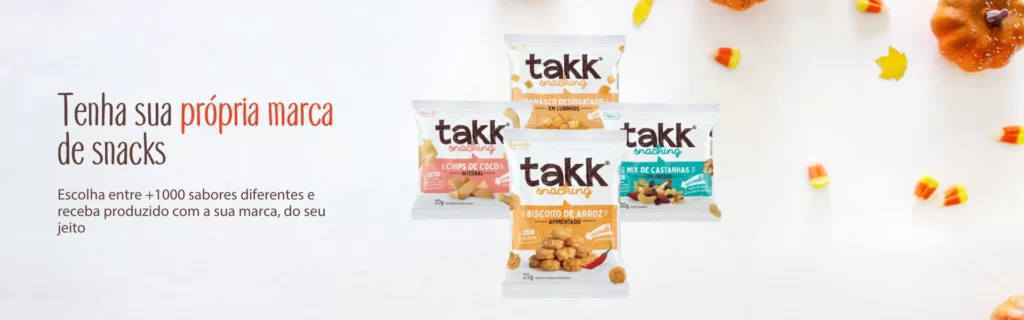 Tenha sua própria marca
de snacks
Escolha entre +1000 sabores diferentes e
receba produzido com a sua marca, do seu
jeito
takk
snacking
DAMASCO DESIDRATADO
EM CUBINHOS
takk
snacking
CHIPS DE COCO
INTEGRAL
20g
takk
snacking
MIX DE CASTANHAS
COM PASSAS
30g
takk
snacking
BISCOITO DE ARROZ
APIMENTADO
25g